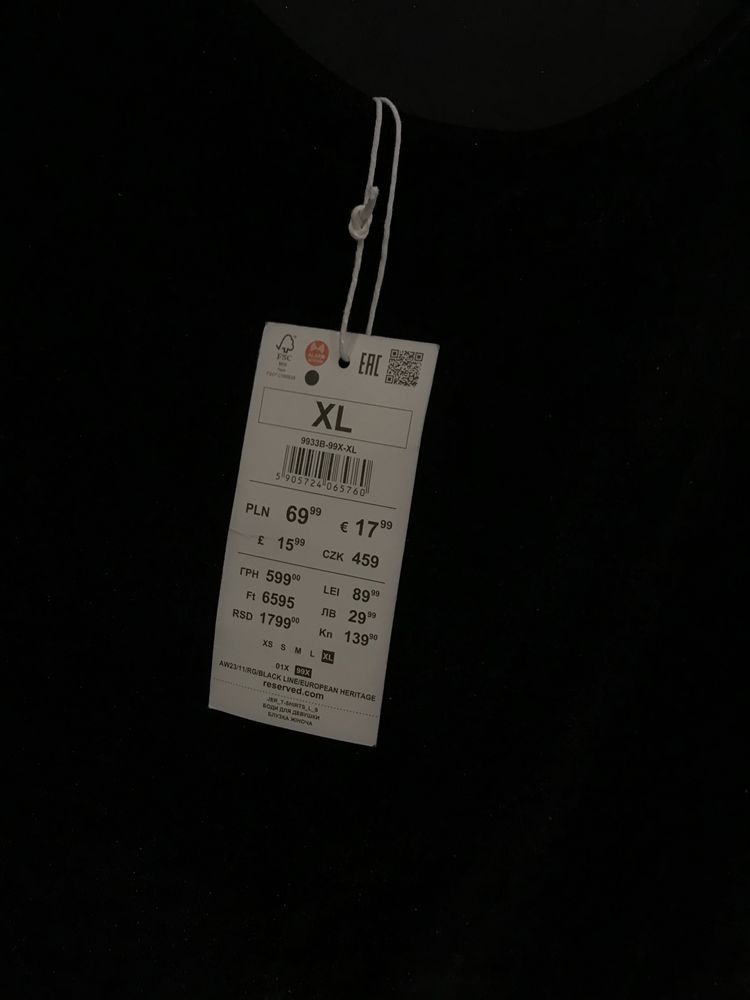 FSC
MIX
ALARM
EAC
XL
9933B-99X-XL
5 905724 065760
PLN 69 99 € 17 99
£ 15 99 CZK 459
ГРН 599 00 LEI 89 99
Ft 6595 ЛВ 29 99
RSD 1799 00 Kn 139 90
XS S M L XL
01X 99X
AW23/11/RG/BLACK LINE/EUROPEAN HERITAGE
reserved.com
JER_T-SHIRTS_L_S
БОДИ ДЛЯ ДЕВУШКИ
БЛУЗКА ЖІНОЧА